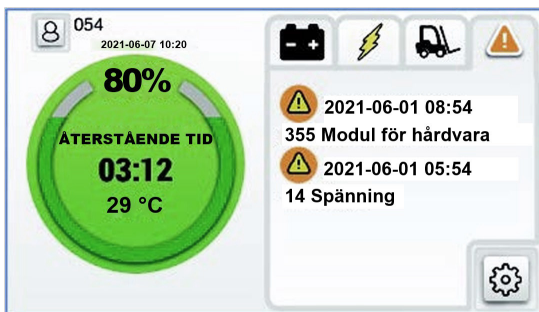 054
2021-06-07 10:20
80%
ÅTERSTÅENDE TID
03:12
29 °C
2021-06-01 08:54
355 Modul för hårdvara
2021-06-01 05:54
14 Spänning